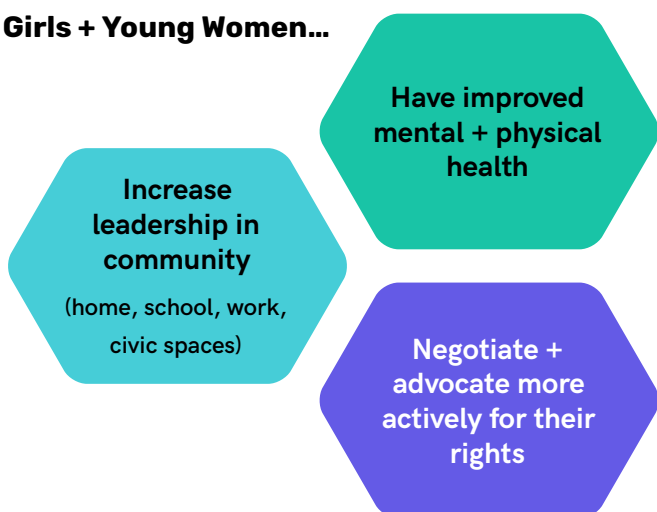 Girls + Young Women...
Have improved
mental + physical
health
Increase
leadership in
community
(home, school, work,
civic spaces)
Negotiate +
advocate more
actively for their
rights